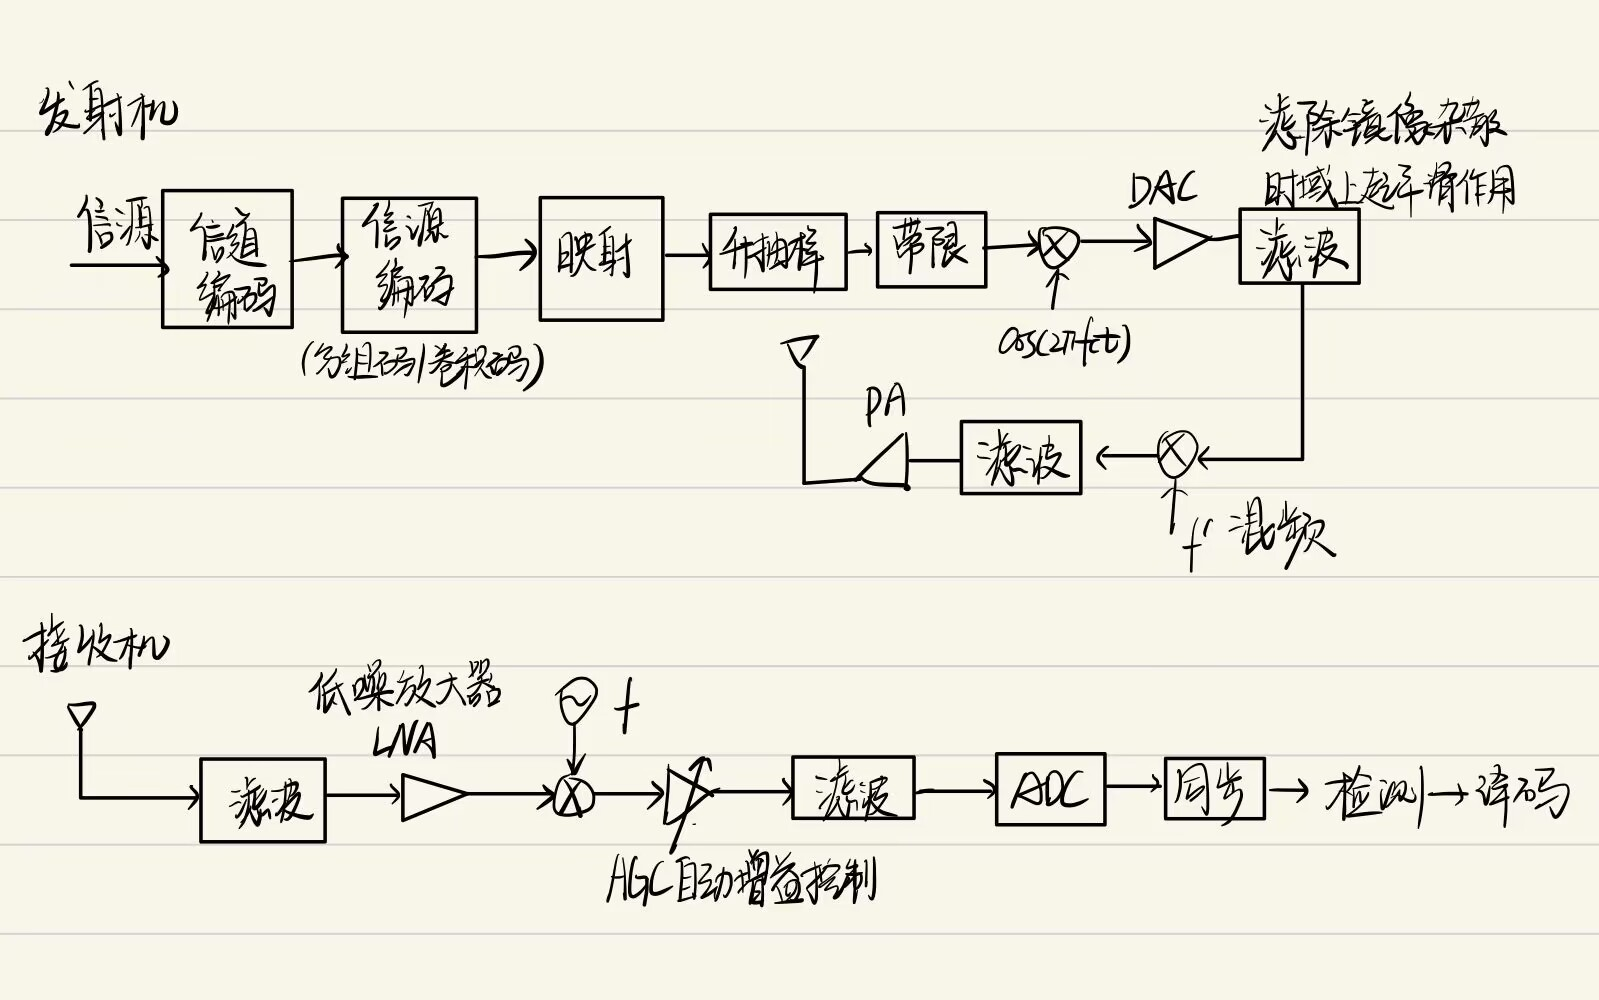 发射机
滤除镜像杂散
时域上起平滑作用
信源
信道
编码
信源
编码
(分组码/卷积码)
映射
升抽样
带限
cos(2πfct)
DAC
滤波
f' 混频
滤波
PA
接收机
滤波
低噪放大器
LNA
f
AGC自动增益控制
滤波
ADC
同步
检测
译码